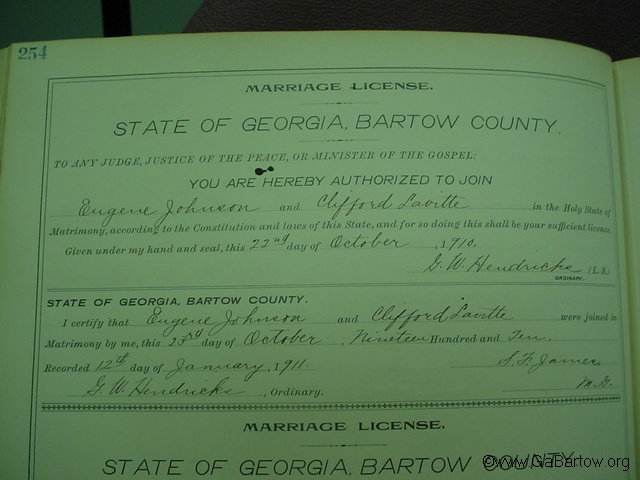 254
MARRIAGE LICENSE.
STATE OF GEORGIA, BARTOW COUNTY.
TO ANY JUDGE, JUSTICE OF THE PEACE, OR MINISTER OF THE GOSPEL:
YOU ARE HEREBY AUTHORIZED TO JOIN
Eugene Johnson and Clifford Lavitte in the Holy State of
Matrimony, according to the Constitution and laws of this State, and for so doing this shall be your sufficient license.
Given under my hand and seal, this 22nd day of October, 1910.
G. W. Hendricks (L. S.)
ORDINARY.
STATE OF GEORGIA, BARTOW COUNTY.
I certify that Eugene Johnson and Clifford Lavitte were joined in
Matrimony by me, this 23rd day of October, Nineteen Hundred and Ten.
Recorded 12th day of January, 1911. S. F. James
G. W. Hendricks, Ordinary. M. G.
MARRIAGE LICENSE.
STATE OF GEORGIA, BARTOW COUNTY.
©www.GaBartow.org